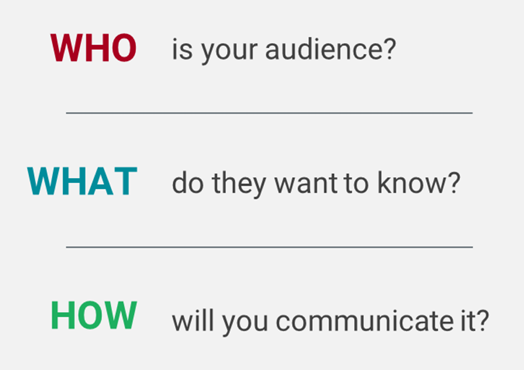 WHO is your audience?
WHAT do they want to know?
HOW will you communicate it?